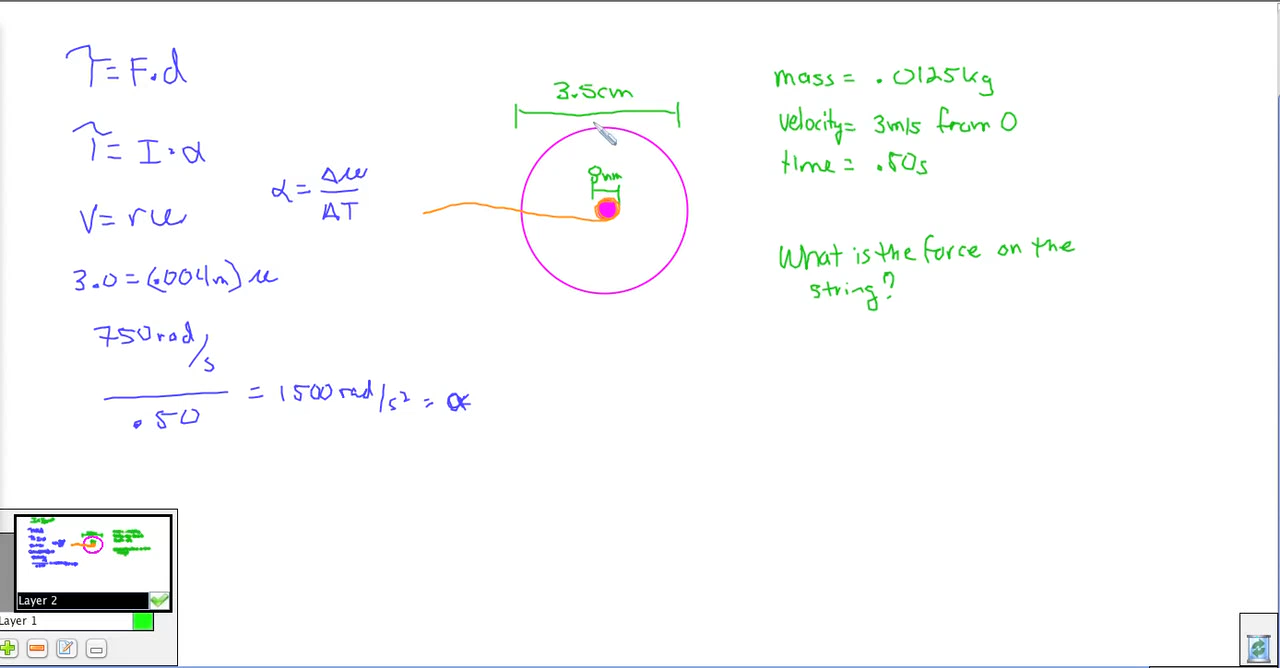 τ = F·d
τ = I·α
α = Δω/ΔT
V = rω
3.0 = (.004m) ω
750 rad/s
.50
= 1500 rad/s² = α
3.5cm
8mm
mass = .0125kg
velocity = 3m/s from 0
time = .50s
What is the force on the
string?
Layer 2
Layer 1